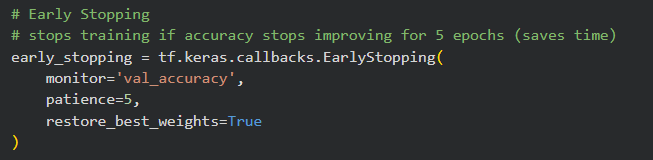 # Early Stopping
# stops training if accuracy stops improving for 5 epochs (saves time)
early_stopping = tf.keras.callbacks.EarlyStopping(
    monitor='val_accuracy',
    patience=5,
    restore_best_weights=True
)